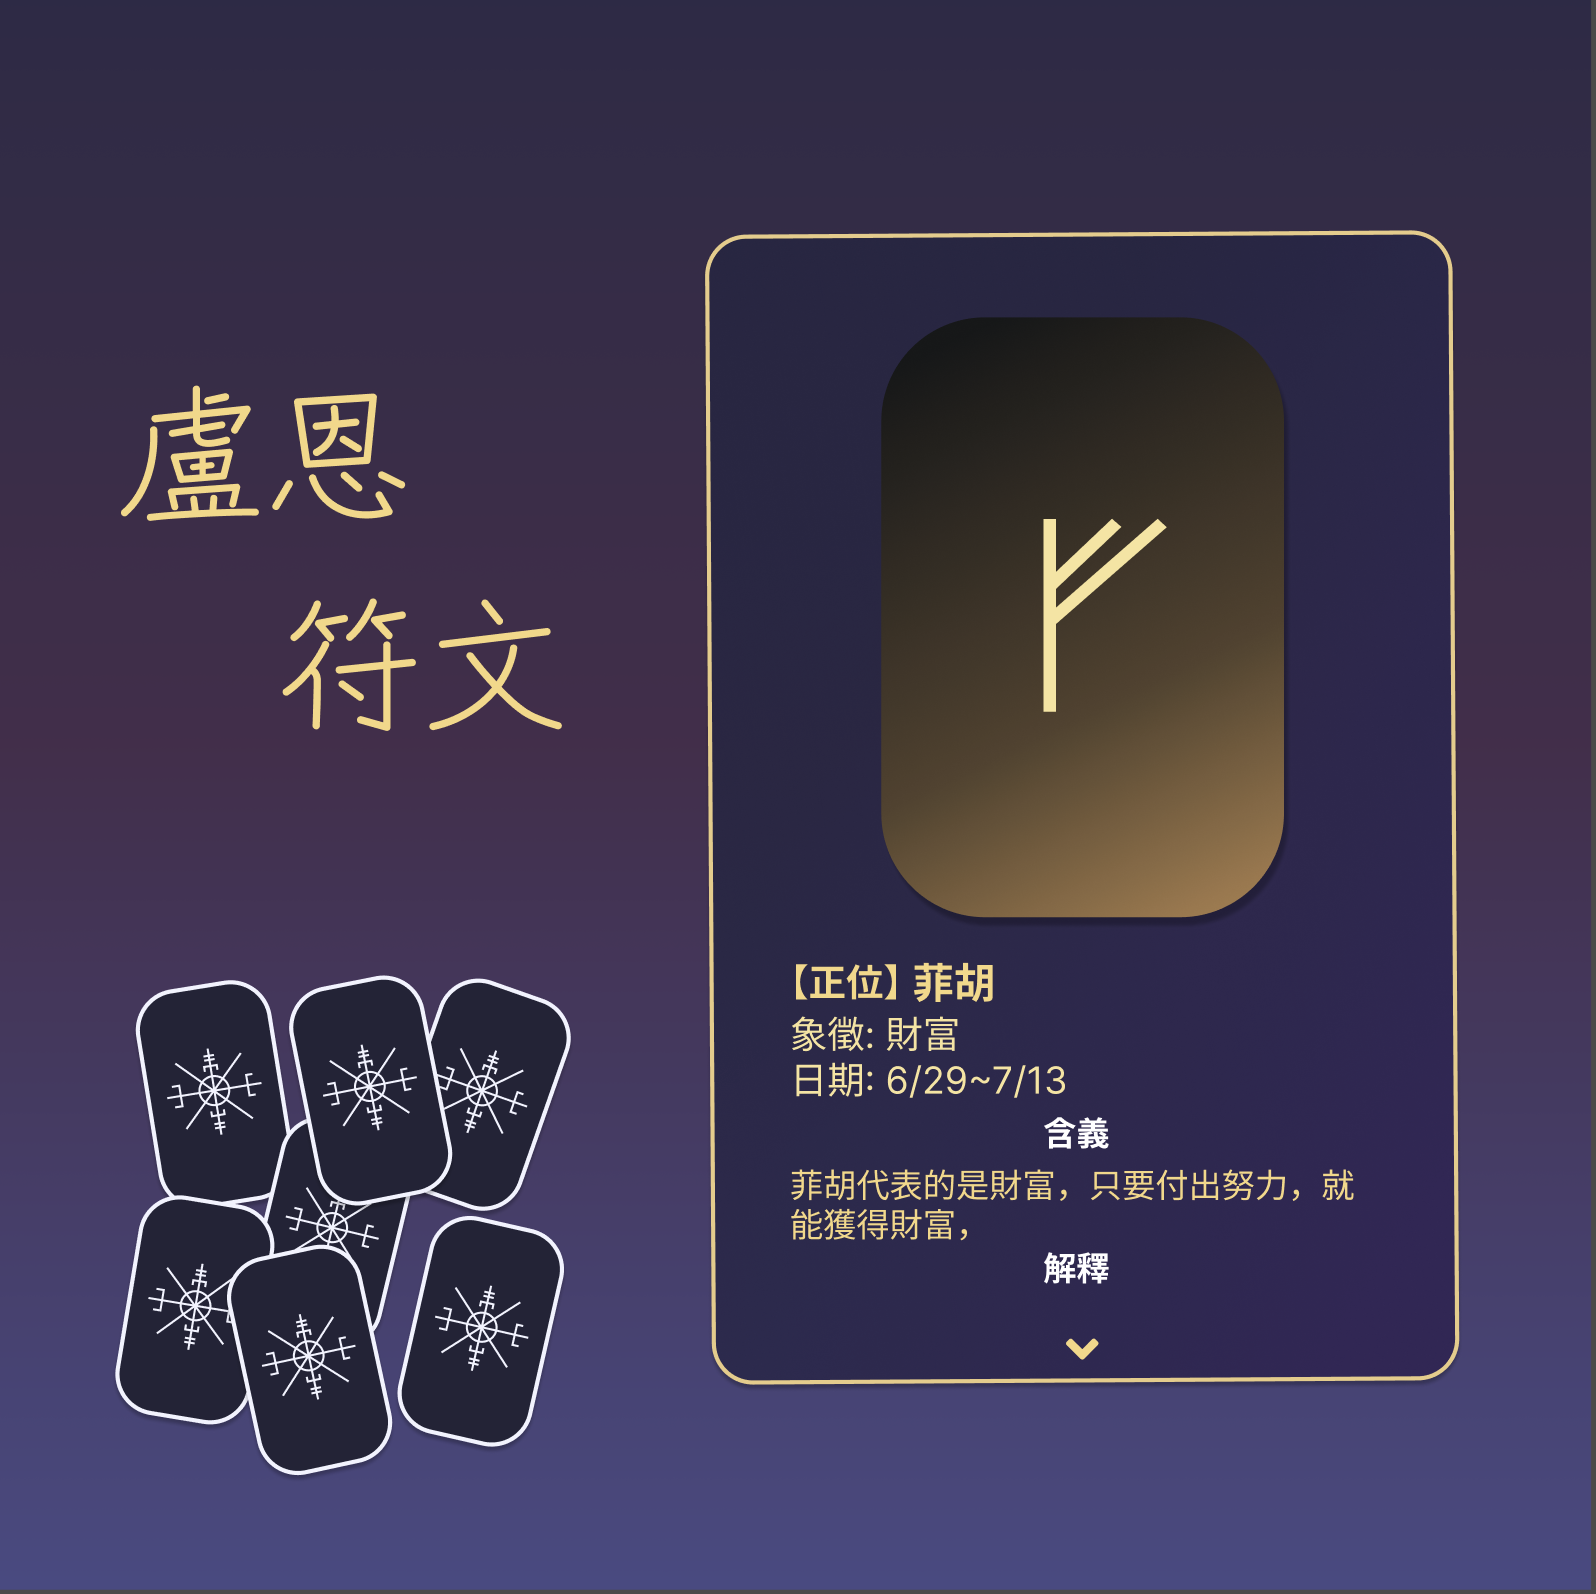 盧恩
符文
【正位】菲胡
象徵: 財富
日期: 6/29~7/13
含義
菲胡代表的是財富，只要付出努力，就
能獲得財富，
解釋